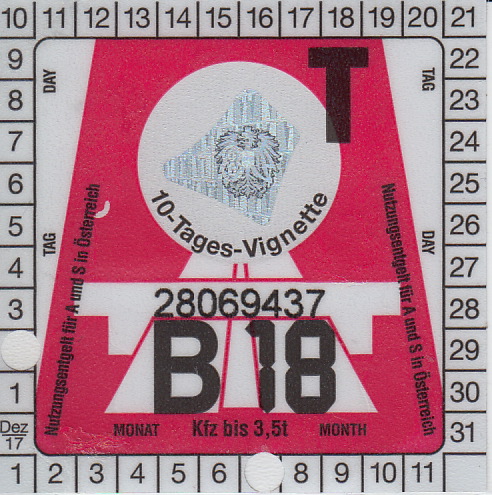 10 11 12 13 14 15 16 17 18 19 20 21
9 DAY T TAG 22
8 23
7 24
6 25
5 26
4 27
3 28
29
1 30
Dez 17 31
TAG DAY
Nutzungsentgelt für A und S in Österreich
Nutzungsentgelt für A und S in Österreich
10-Tages-Vignette
28069437
B 18
MONAT Kfz bis 3,5t MONTH
1 2 3 4 5 6 8 9 10 11